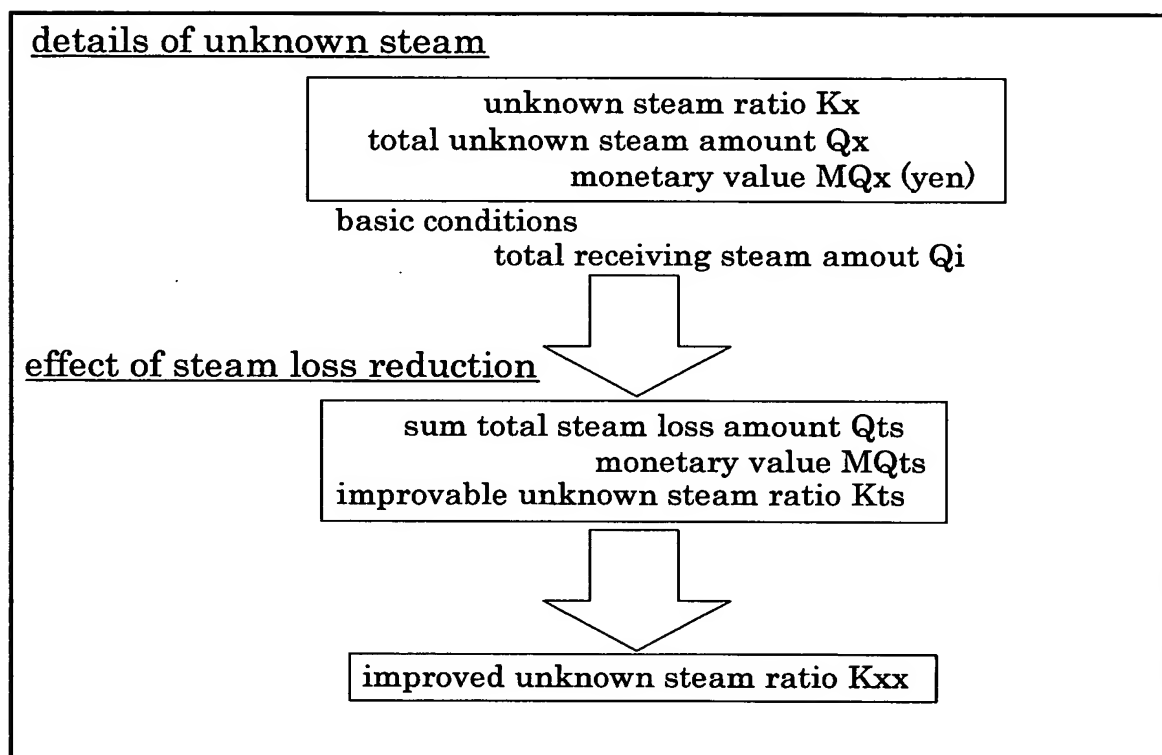 details of unknown steam
unknown steam ratio Kx
total unknown steam amount Qx
monetary value MQx (yen)
basic conditions
total receiving steam amout Qi
effect of steam loss reduction
sum total steam loss amount Qts
monetary value MQts
improvable unknown steam ratio Kts
improved unknown steam ratio Kxx